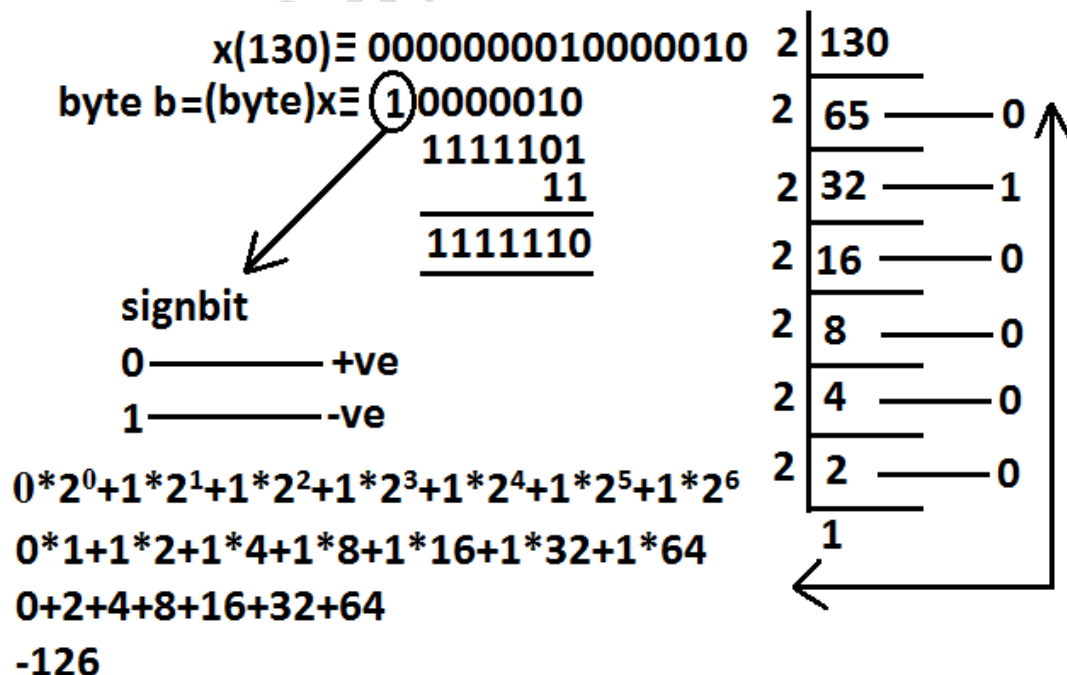 x(130)≡ 0000000010000010
byte b=(byte)x≡ 10000010
1111101
11
1111110
signbit
0 +ve
1 -ve
0*2⁰+1*2¹+1*2²+1*2³+1*2⁴+1*2⁵+1*2⁶
0*1+1*2+1*4+1*8+1*16+1*32+1*64
0+2+4+8+16+32+64
-126
2 130
2 65 0
2 32 1
2 16 0
2 8 0
2 4 0
2 2 0
1